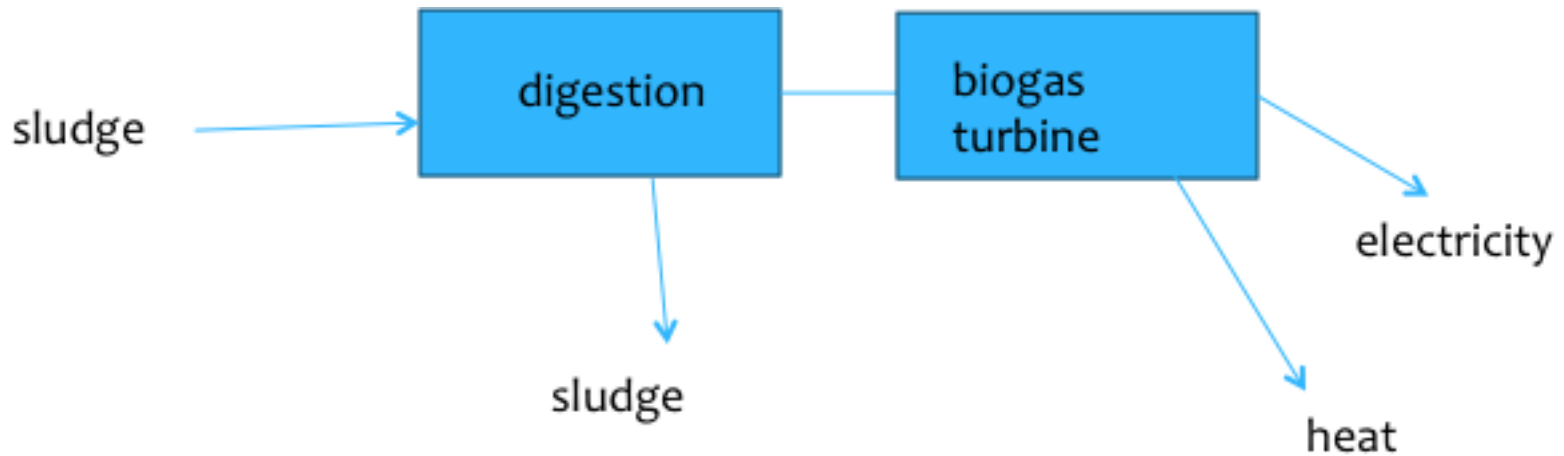 sludge
digestion
biogas
turbine
electricity
sludge
heat